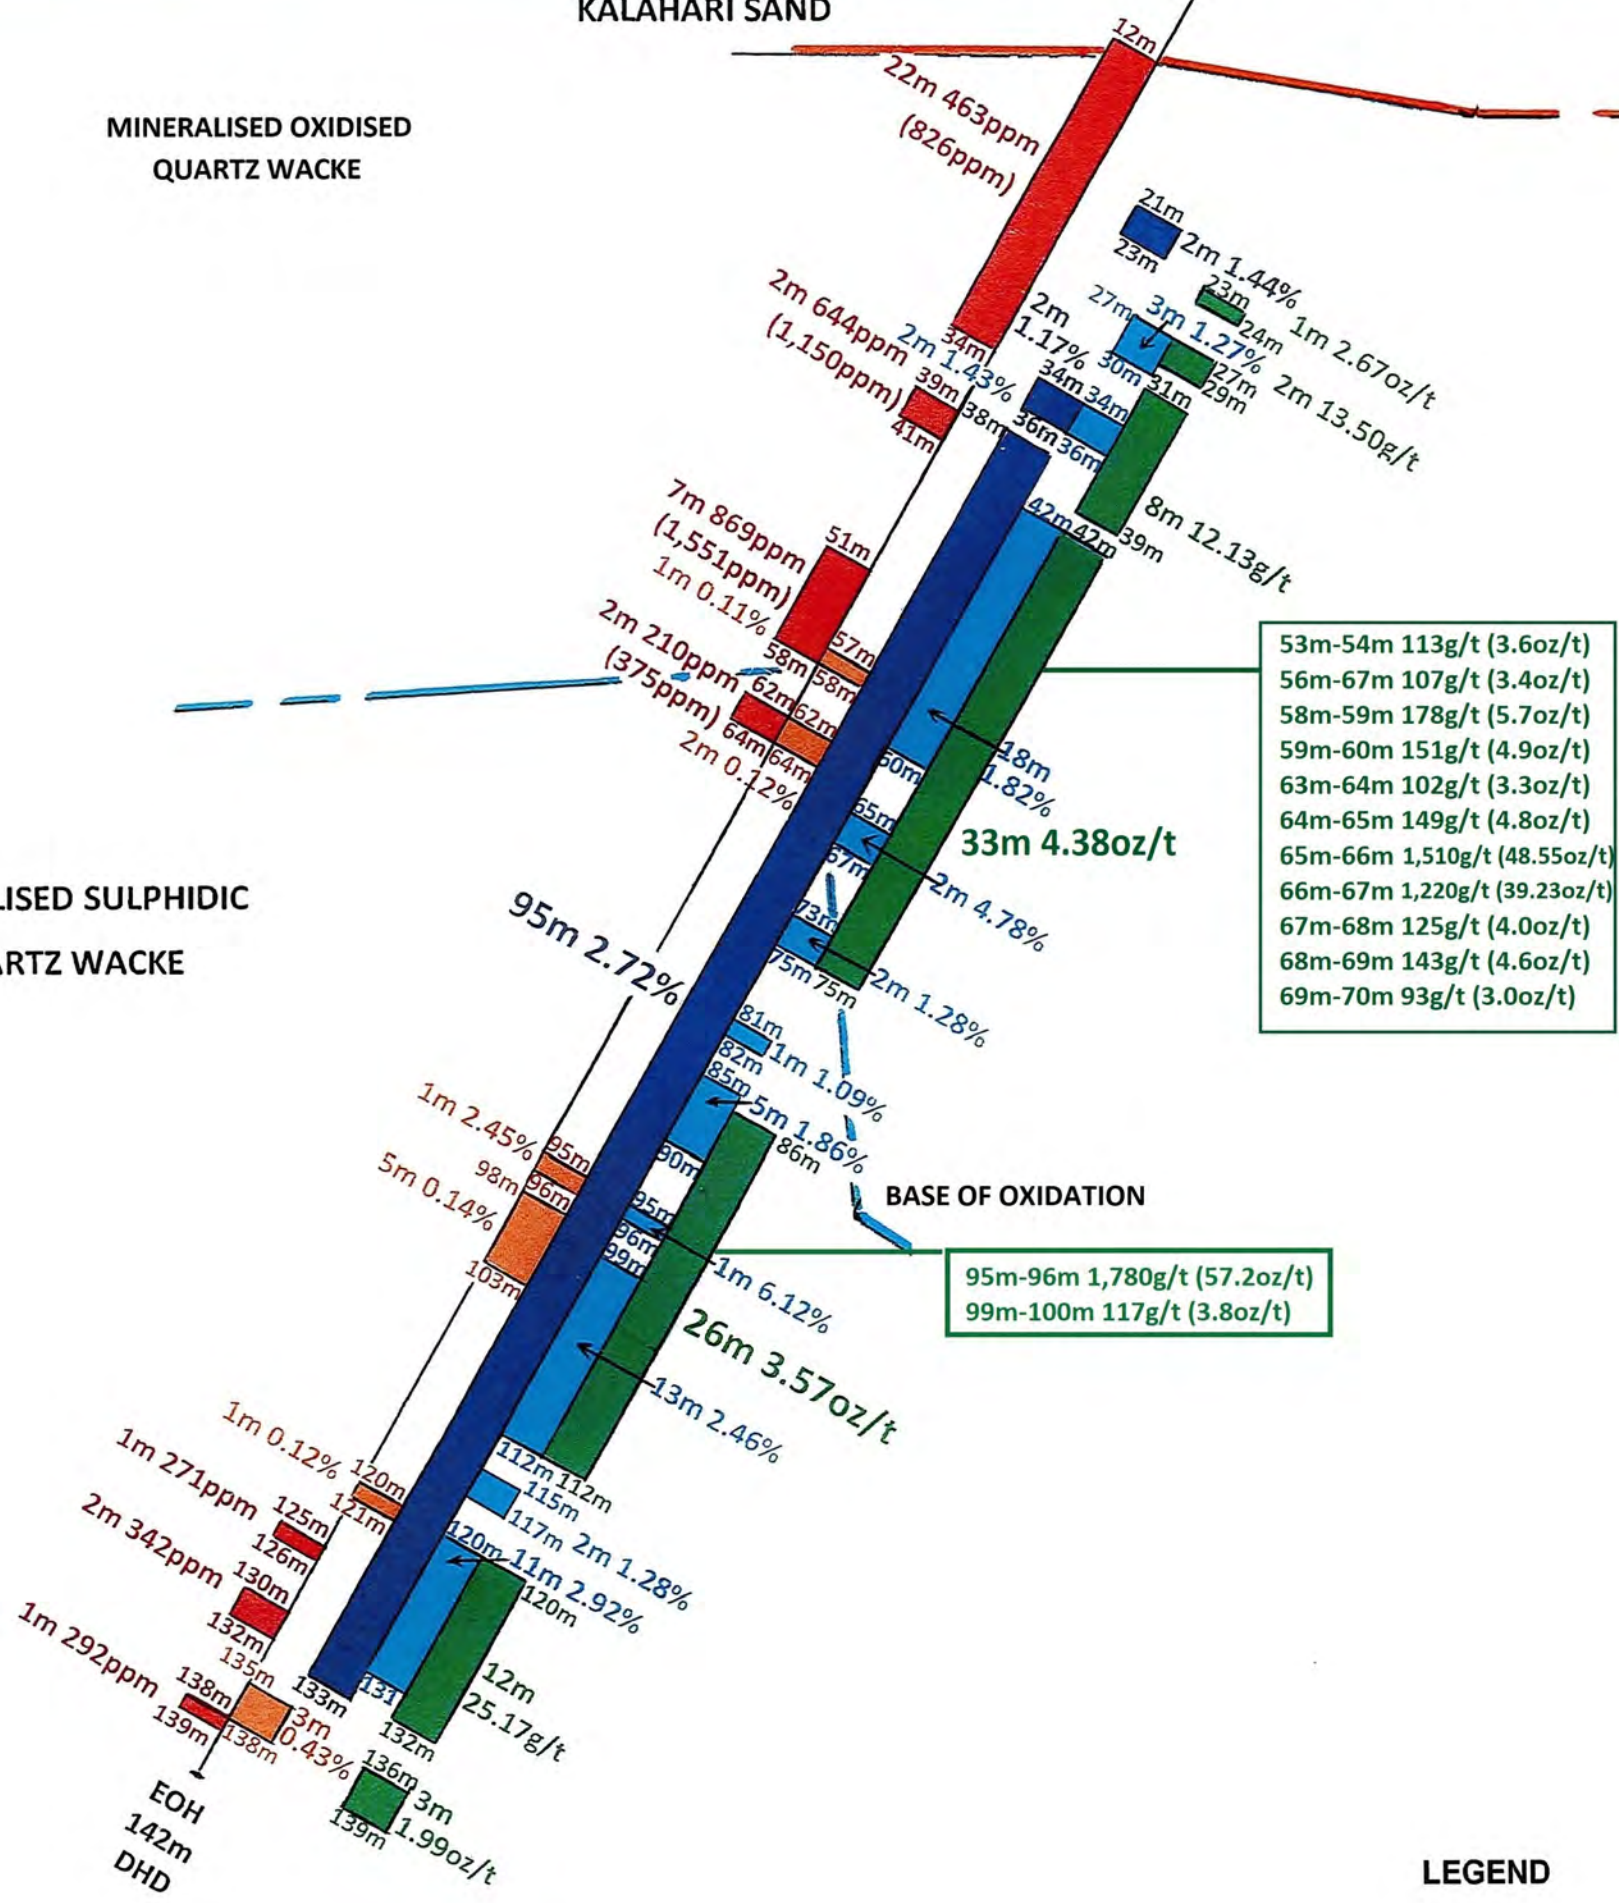 KALAHARI SAND
12m
22m 463ppm
(826ppm)
MINERALISED OXIDISED
QUARTZ WACKE
21m
2m 1.44%
23m
23m
24m
1m 2.67oz/t
27m
3m 1.27%
30m
27m
29m
2m 13.50g/t
34m
2m
1.17%
2m 644ppm
(1,150ppm)
2m 1.43%
39m
41m
34m
34m
36m
36m
31m
39m
8m 12.13g/t
38m
42m
42m
7m 869ppm
(1,551ppm)
51m
58m
1m 0.11%
57m
58m
2m 210ppm
(375ppm)
62m
62m
64m
64m
2m 0.12%
60m
18m
1.82%
53m-54m 113g/t (3.6oz/t)
56m-67m 107g/t (3.4oz/t)
58m-59m 178g/t (5.7oz/t)
59m-60m 151g/t (4.9oz/t)
63m-64m 102g/t (3.3oz/t)
64m-65m 149g/t (4.8oz/t)
65m-66m 1,510g/t (48.55oz/t)
66m-67m 1,220g/t (39.23oz/t)
67m-68m 125g/t (4.0oz/t)
68m-69m 143g/t (4.6oz/t)
69m-70m 93g/t (3.0oz/t)
65m
67m
33m 4.38oz/t
2m 4.78%
LISED SULPHIDIC
RTZ WACKE
95m 2.72%
73m
75m
75m
2m 1.28%
81m
82m
1m 1.09%
85m
5m 1.86%
90m
86m
1m 2.45%
95m
96m
98m
5m 0.14%
103m
95m
96m
99m
BASE OF OXIDATION
1m 6.12%
95m-96m 1,780g/t (57.2oz/t)
99m-100m 117g/t (3.8oz/t)
26m 3.57oz/t
13m 2.46%
112m
112m
115m
117m
2m 1.28%
1m 0.12%
120m
121m
1m 271ppm
125m
126m
120m
11m 2.92%
120m
2m 342ppm
130m
132m
1m 292ppm
135m
138m
139m
138m
3m
0.43%
133m
131
132m
12m
25.17g/t
136m
139m
3m
1.99oz/t
EOH
142m
DHD
LEGEND